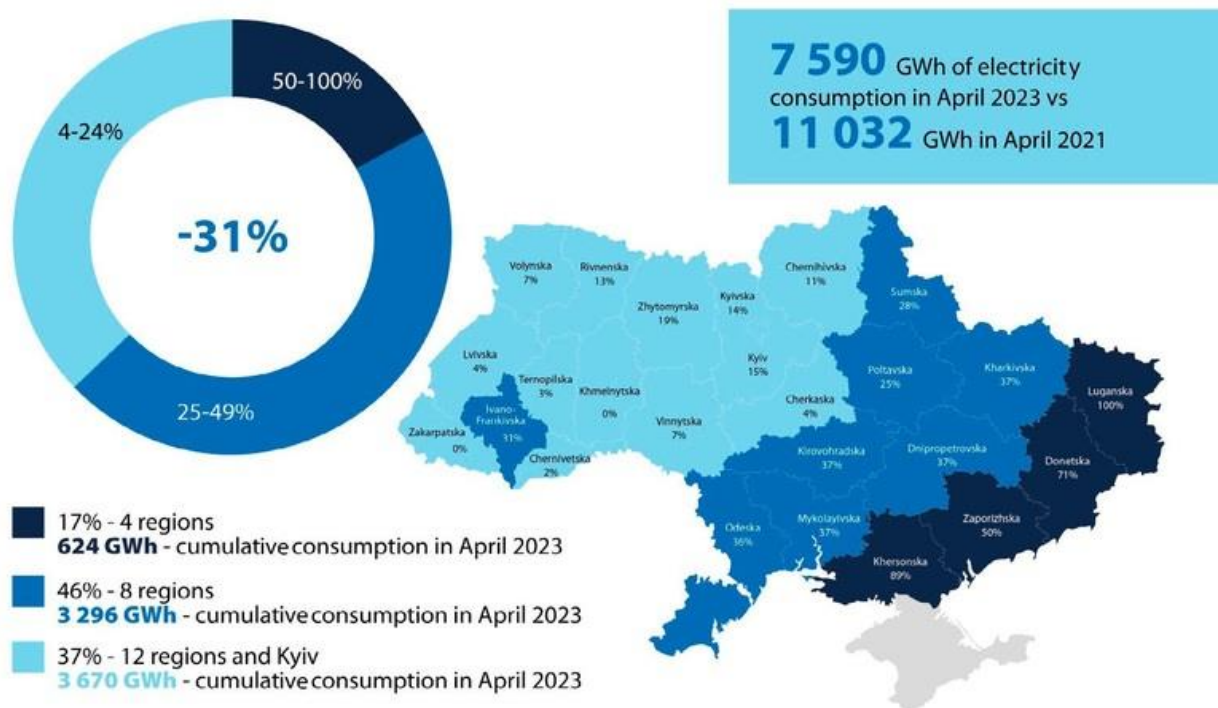 50-100%
4-24%
-31%
25-49%
7 590 GWh of electricity
consumption in April 2023 vs
11 032 GWh in April 2021
Volynska
7%
Rivnenska
13%
Zhytomyrska
19%
Kyivska
14%
Chernihivska
11%
Sumska
28%
Lvivska
4%
Ternopilska
3%
Khmelnytska
0%
Kyiv
15%
Poltavska
25%
Kharkivska
37%
Luganska
100%
Zakarpatska
0%
Ivano-
Frankivska
31%
Chernivetska
2%
Vinnytska
7%
Cherkaska
4%
Kirovohradska
37%
Dnipropetrovska
37%
Donetska
71%
Odeska
36%
Mykolayivska
37%
Zaporizhska
50%
Khersonska
89%
17% - 4 regions
624 GWh - cumulative consumption in April 2023
46% - 8 regions
3 296 GWh - cumulative consumption in April 2023
37% - 12 regions and Kyiv
3 670 GWh - cumulative consumption in April 2023